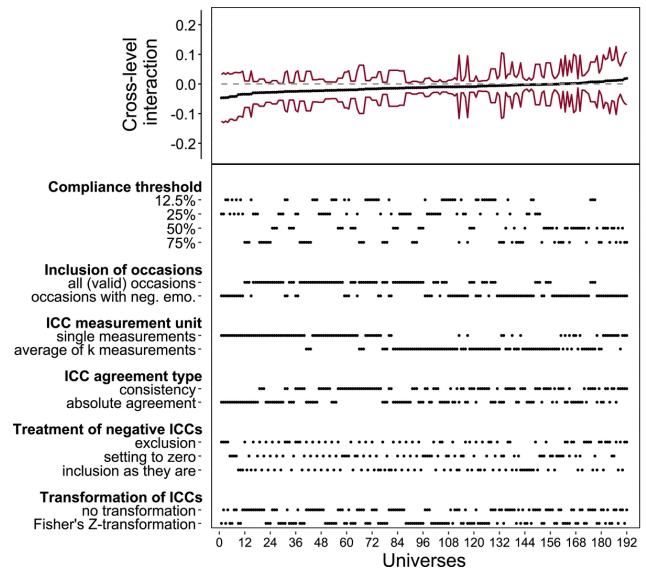 0.2
0.1
0.0
-0.1
-0.2
Cross-level
interaction
Compliance threshold
12.5%
25%
50%
75%
Inclusion of occasions
all (valid) occasions
occasions with neg. emo.
ICC measurement unit
single measurements
average of k measurements
ICC agreement type
consistency
absolute agreement
Treatment of negative ICCs
exclusion
setting to zero
inclusion as they are
Transformation of ICCs
no transformation
Fisher's Z-transformation
0 12 24 36 48 60 72 84 96 108 120 132 144 156 168 180 192
Universes